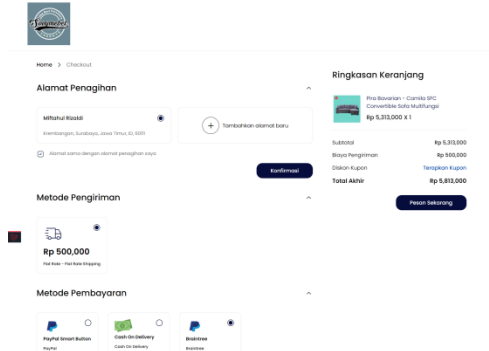 Home > Checkout
Alamat Penagihan
Miftahul Rizaldi
Krembangan, Surabaya, Jawa Timur, ID, 60111
Tambahkan alamat baru
Alamat sama dengan alamat penagihan saya
Konfirmasi
Metode Pengiriman
Rp 500,000
Flat Rate - Flat Rate Shipping
Metode Pembayaran
PayPal Smart Button
PayPal
Cash On Delivery
Cash On Delivery
Braintree
Braintree
Ringkasan Keranjang
Fira Bavarian - Camila SFC
Convertible Sofa Multifungsi
Rp 5,313,000 X 1
Subtotal Rp 5,313,000
Biaya Pengiriman Rp 500,000
Diskon Kupon Terapkan Kupon
Total Akhir Rp 5,813,000
Pesan Sekarang